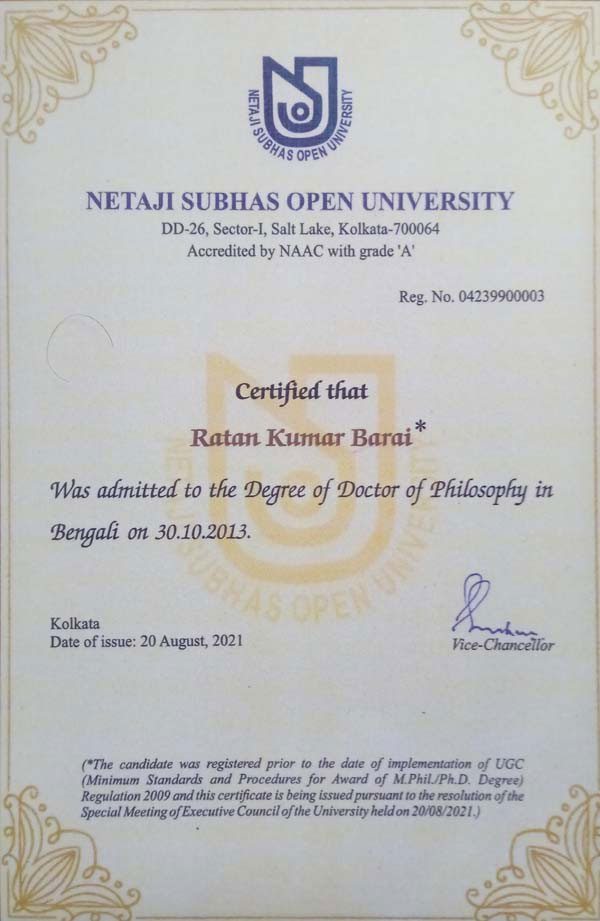 NETAJI SUBHAS OPEN UNIVERSITY
NETAJI SUBHAS OPEN UNIVERSITY
DD-26, Sector-I, Salt Lake, Kolkata-700064
Accredited by NAAC with grade 'A'
Reg. No. 04239900003
Certified that
Ratan Kumar Barai*
Was admitted to the Degree of Doctor of Philosophy in
Bengali on 30.10.2013.
NETAJI SUBHAS OPEN UNIVERSITY
Kolkata
Date of issue: 20 August, 2021
Vice-Chancellor
(*The candidate was registered prior to the date of implementation of UGC
(Minimum Standards and Procedures for Award of M.Phil./Ph.D. Degree)
Regulation 2009 and this certificate is being issued pursuant to the resolution of the
Special Meeting of Executive Council of the University held on 20/08/2021.)